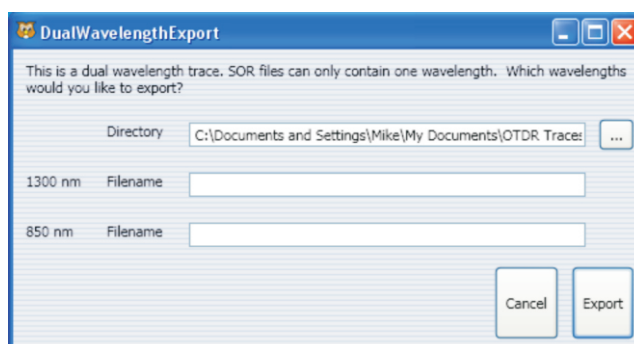 DualWavelengthExport
This is a dual wavelength trace. SOR files can only contain one wavelength. Which wavelengths
would you like to export?
Directory C:\Documents and Settings\Mike\My Documents\OTDR Traces ...
1300 nm Filename
850 nm Filename
Cancel Export